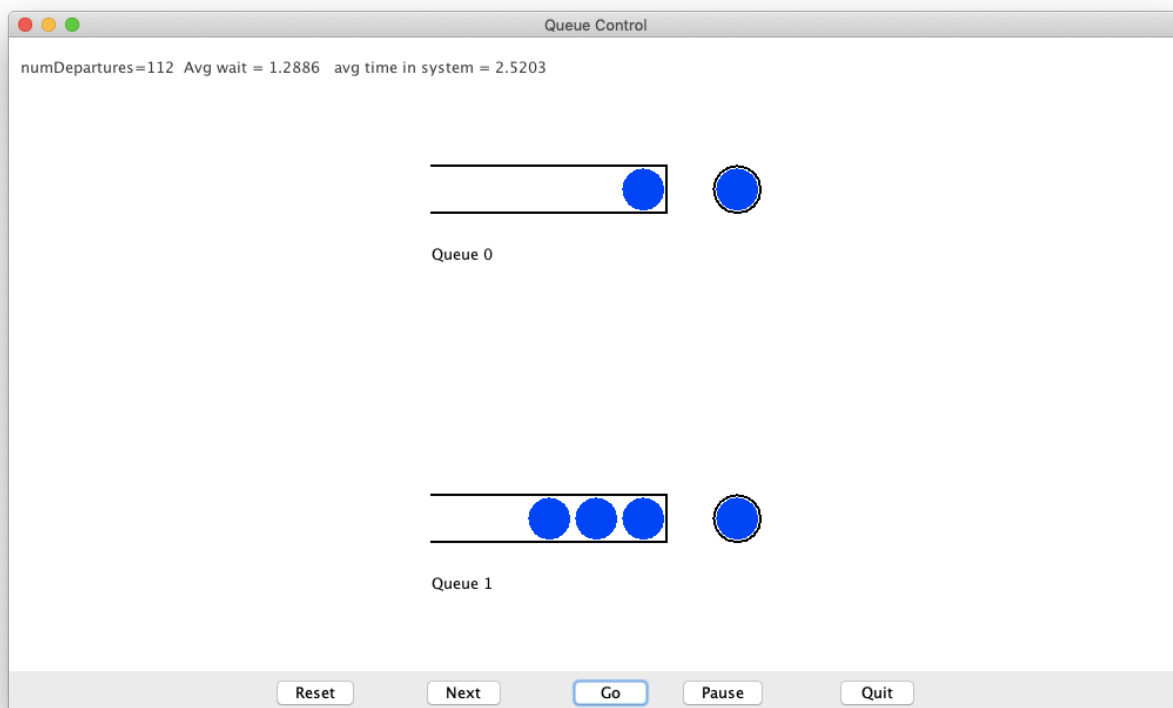 Queue Control
numDepartures=112  Avg wait = 1.2886   avg time in system = 2.5203
Queue 0
Queue 1
Reset Next Go Pause Quit